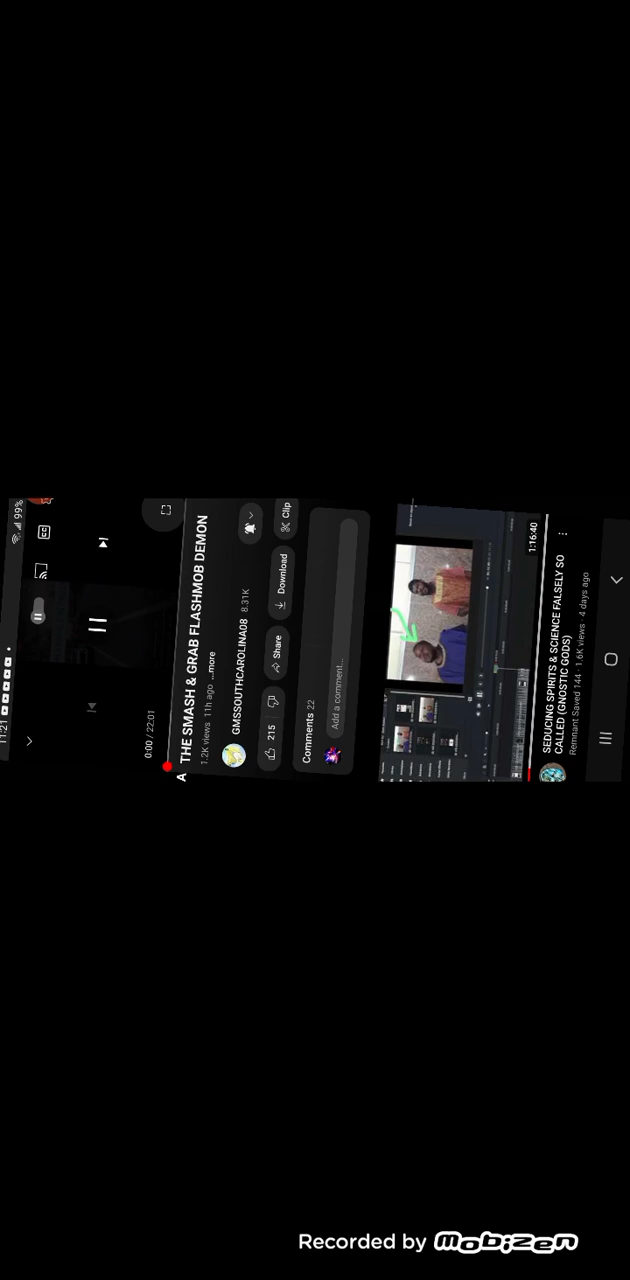 11:21
99%
CC
0:00 / 22:01
THE SMASH & GRAB FLASHMOB DEMON
1.2K views 11h ago ...more
GMSSOUTHCAROLINA08 8.31K
215
Share
Download
Clip
Comments 22
Add a comment...
1:16:40
SEDUCING SPIRITS & SCIENCE FALSELY SO
CALLED (GNOSTIC GODS)
Remnant Saved 144 · 1.6K views · 4 days ago
Recorded by mobizen